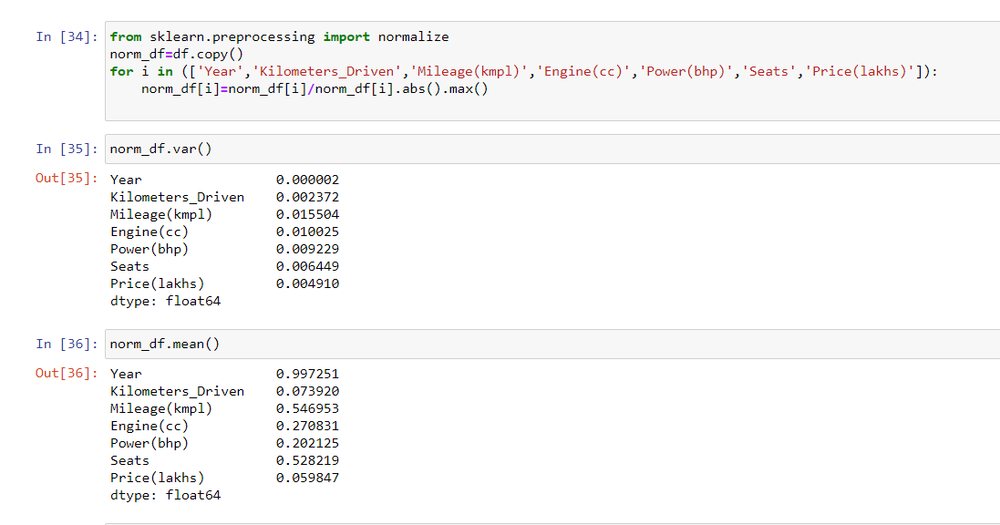 In [34]: from sklearn.preprocessing import normalize
norm_df=df.copy()
for i in (['Year','Kilometers_Driven','Mileage(kmpl)','Engine(cc)','Power(bhp)','Seats','Price(lakhs)']):
    norm_df[i]=norm_df[i]/norm_df[i].abs().max()
In [35]: norm_df.var()
Out[35]: Year 0.000002
Kilometers_Driven 0.002372
Mileage(kmpl) 0.015504
Engine(cc) 0.010025
Power(bhp) 0.009229
Seats 0.006449
Price(lakhs) 0.004910
dtype: float64
In [36]: norm_df.mean()
Out[36]: Year 0.997251
Kilometers_Driven 0.073920
Mileage(kmpl) 0.546953
Engine(cc) 0.270831
Power(bhp) 0.202125
Seats 0.528219
Price(lakhs) 0.059847
dtype: float64